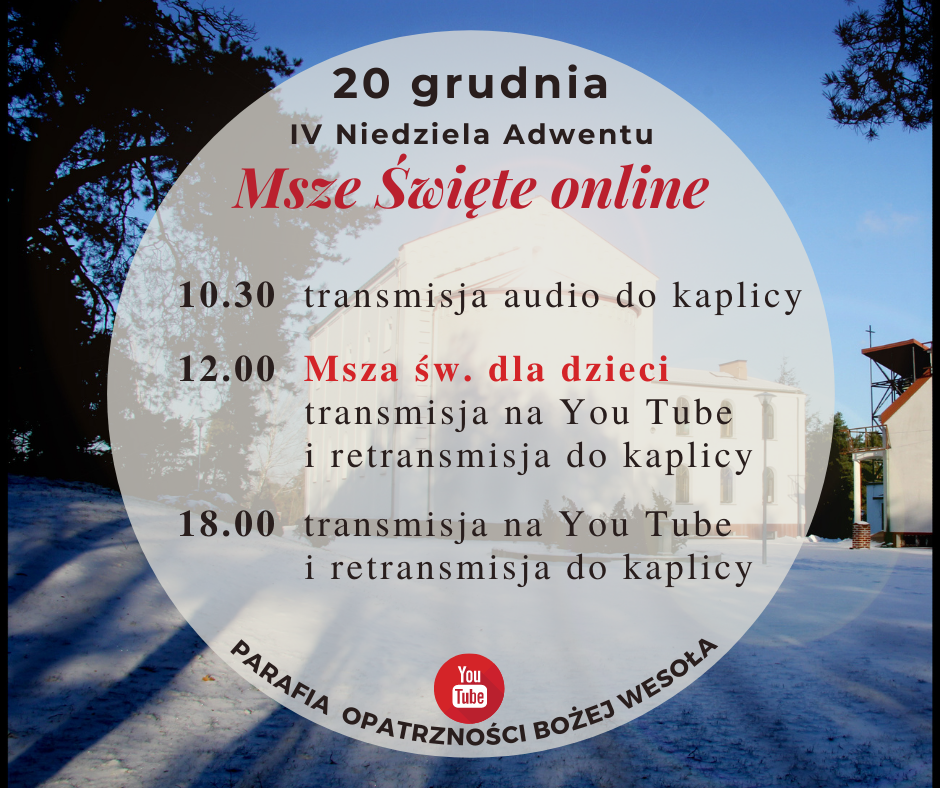 20 grudnia
IV Niedziela Adwentu
Msze Święte online
10.30 transmisja audio do kaplicy
12.00 Msza św. dla dzieci
transmisja na You Tube
i retransmisja do kaplicy
18.00 transmisja na You Tube
i retransmisja do kaplicy
You
Tube
PARAFIA OPATRZNOŚCI BOŻEJ WESOŁA